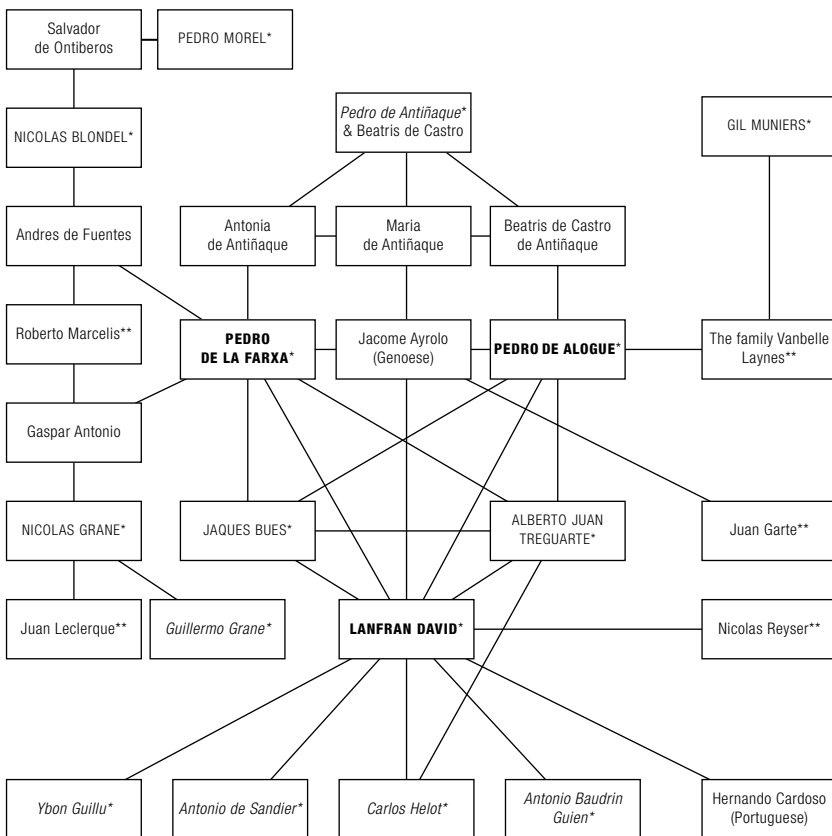 Salvador
de Ontiberos
PEDRO MOREL*
Pedro de Antiñaque*
& Beatris de Castro
NICOLAS BLONDEL*
GIL MUNIERS*
Andres de Fuentes
Antonia
de Antiñaque
Maria
de Antiñaque
Beatris de Castro
de Antiñaque
Roberto Marcelis**
PEDRO
DE LA FARXA*
Jacome Ayrolo
(Genoese)
PEDRO DE ALOGUE*
The family Vanbelle
Laynes**
Gaspar Antonio
NICOLAS GRANE*
JAQUES BUES*
ALBERTO JUAN
TREGUARTE*
Juan Garte**
Juan Leclerque**
Guillermo Grane*
LANFRAN DAVID*
Nicolas Reyser**
Ybon Guillu*
Antonio de Sandier*
Carlos Helot*
Antonio Baudrin
Guien*
Hernando Cardoso
(Portuguese)